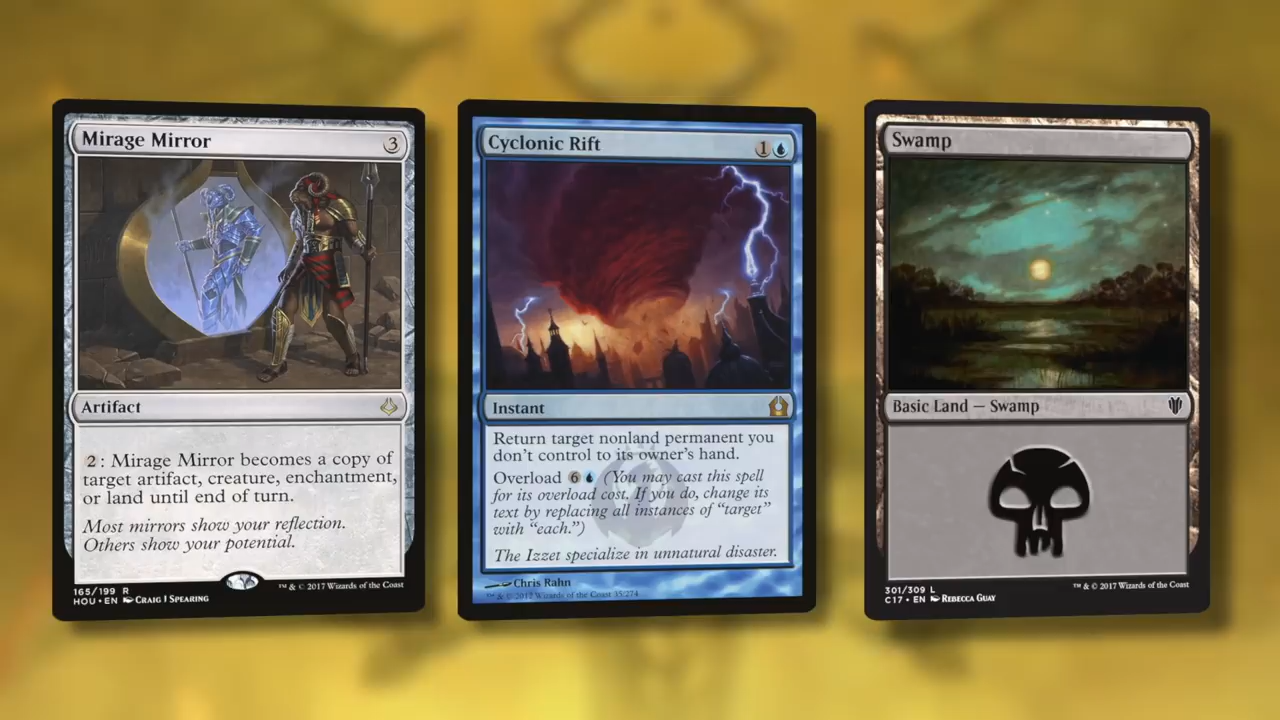 Mirage Mirror 3
Artifact
2: Mirage Mirror becomes a copy of
target artifact, creature, enchantment,
or land until end of turn.
Most mirrors show your reflection.
Others show your potential.
165/199 R
HOU • EN Craig J Spearing
™ & © 2017 Wizards of the Coast
Cyclonic Rift 1
Instant
Return target nonland permanent you
don't control to its owner's hand.
Overload 6 (You may cast this spell
for its overload cost. If you do, change its
text by replacing all instances of "target"
with "each.")
The Izzet specialize in unnatural disaster.
Chris Rahn
™ & © 2012 Wizards of the Coast 35/274
Swamp
Basic Land — Swamp
301/309 L
C17 • EN Rebecca Guay
™ & © 2017 Wizards of the Coast